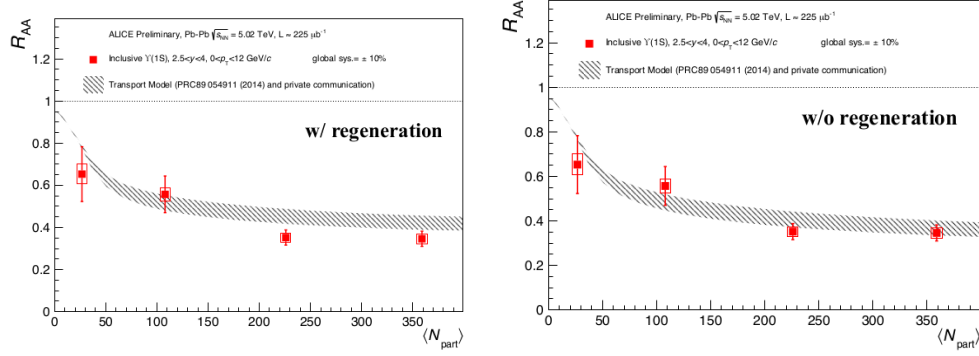 R_AA
ALICE Preliminary, Pb-Pb √s_NN = 5.02 TeV, L ≈ 225 μb⁻¹
Inclusive ϒ(1S), 2.5<y<4, 0<p_T<12 GeV/c global sys.= ± 10%
Transport Model (PRC89 054911 (2014) and private communication)
w/ regeneration
1.2
1
0.8
0.6
0.4
0.2
0
0 50 100 150 200 250 300 350
⟨N_part⟩
R_AA
ALICE Preliminary, Pb-Pb √s_NN = 5.02 TeV, L ≈ 225 μb⁻¹
Inclusive ϒ(1S), 2.5<y<4, 0<p_T<12 GeV/c global sys.= ± 10%
Transport Model (PRC89 054911 (2014) and private communication)
w/o regeneration
1.2
1
0.8
0.6
0.4
0.2
0
0 50 100 150 200 250 300 350
⟨N_part⟩